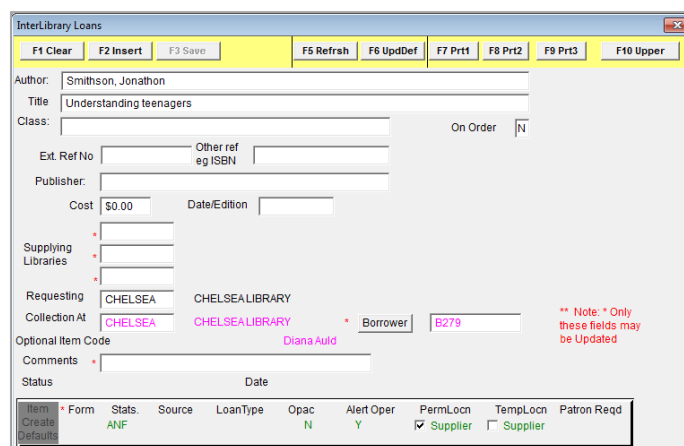 InterLibrary Loans
F1 Clear F2 Insert F3 Save F5 Refrsh F6 UpdDef F7 Prt1 F8 Prt2 F9 Prt3 F10 Upper
Author: Smithson, Jonathon
Title Understanding teenagers
Class: On Order N
Ext. Ref No Other ref
eg ISBN
Publisher:
Cost $0.00 Date/Edition
*
Supplying
Libraries *
*
Requesting CHELSEA CHELSEA LIBRARY
Collection At CHELSEA CHELSEA LIBRARY * Borrower B279
** Note: * Only
these fields may
be Updated
Optional Item Code Diana Auld
Comments *
Status Date
Item
Create
Defaults
* Form Stats. Source LoanType Opac Alert Oper PermLocn TempLocn Patron Reqd
ANF N Y Supplier Supplier